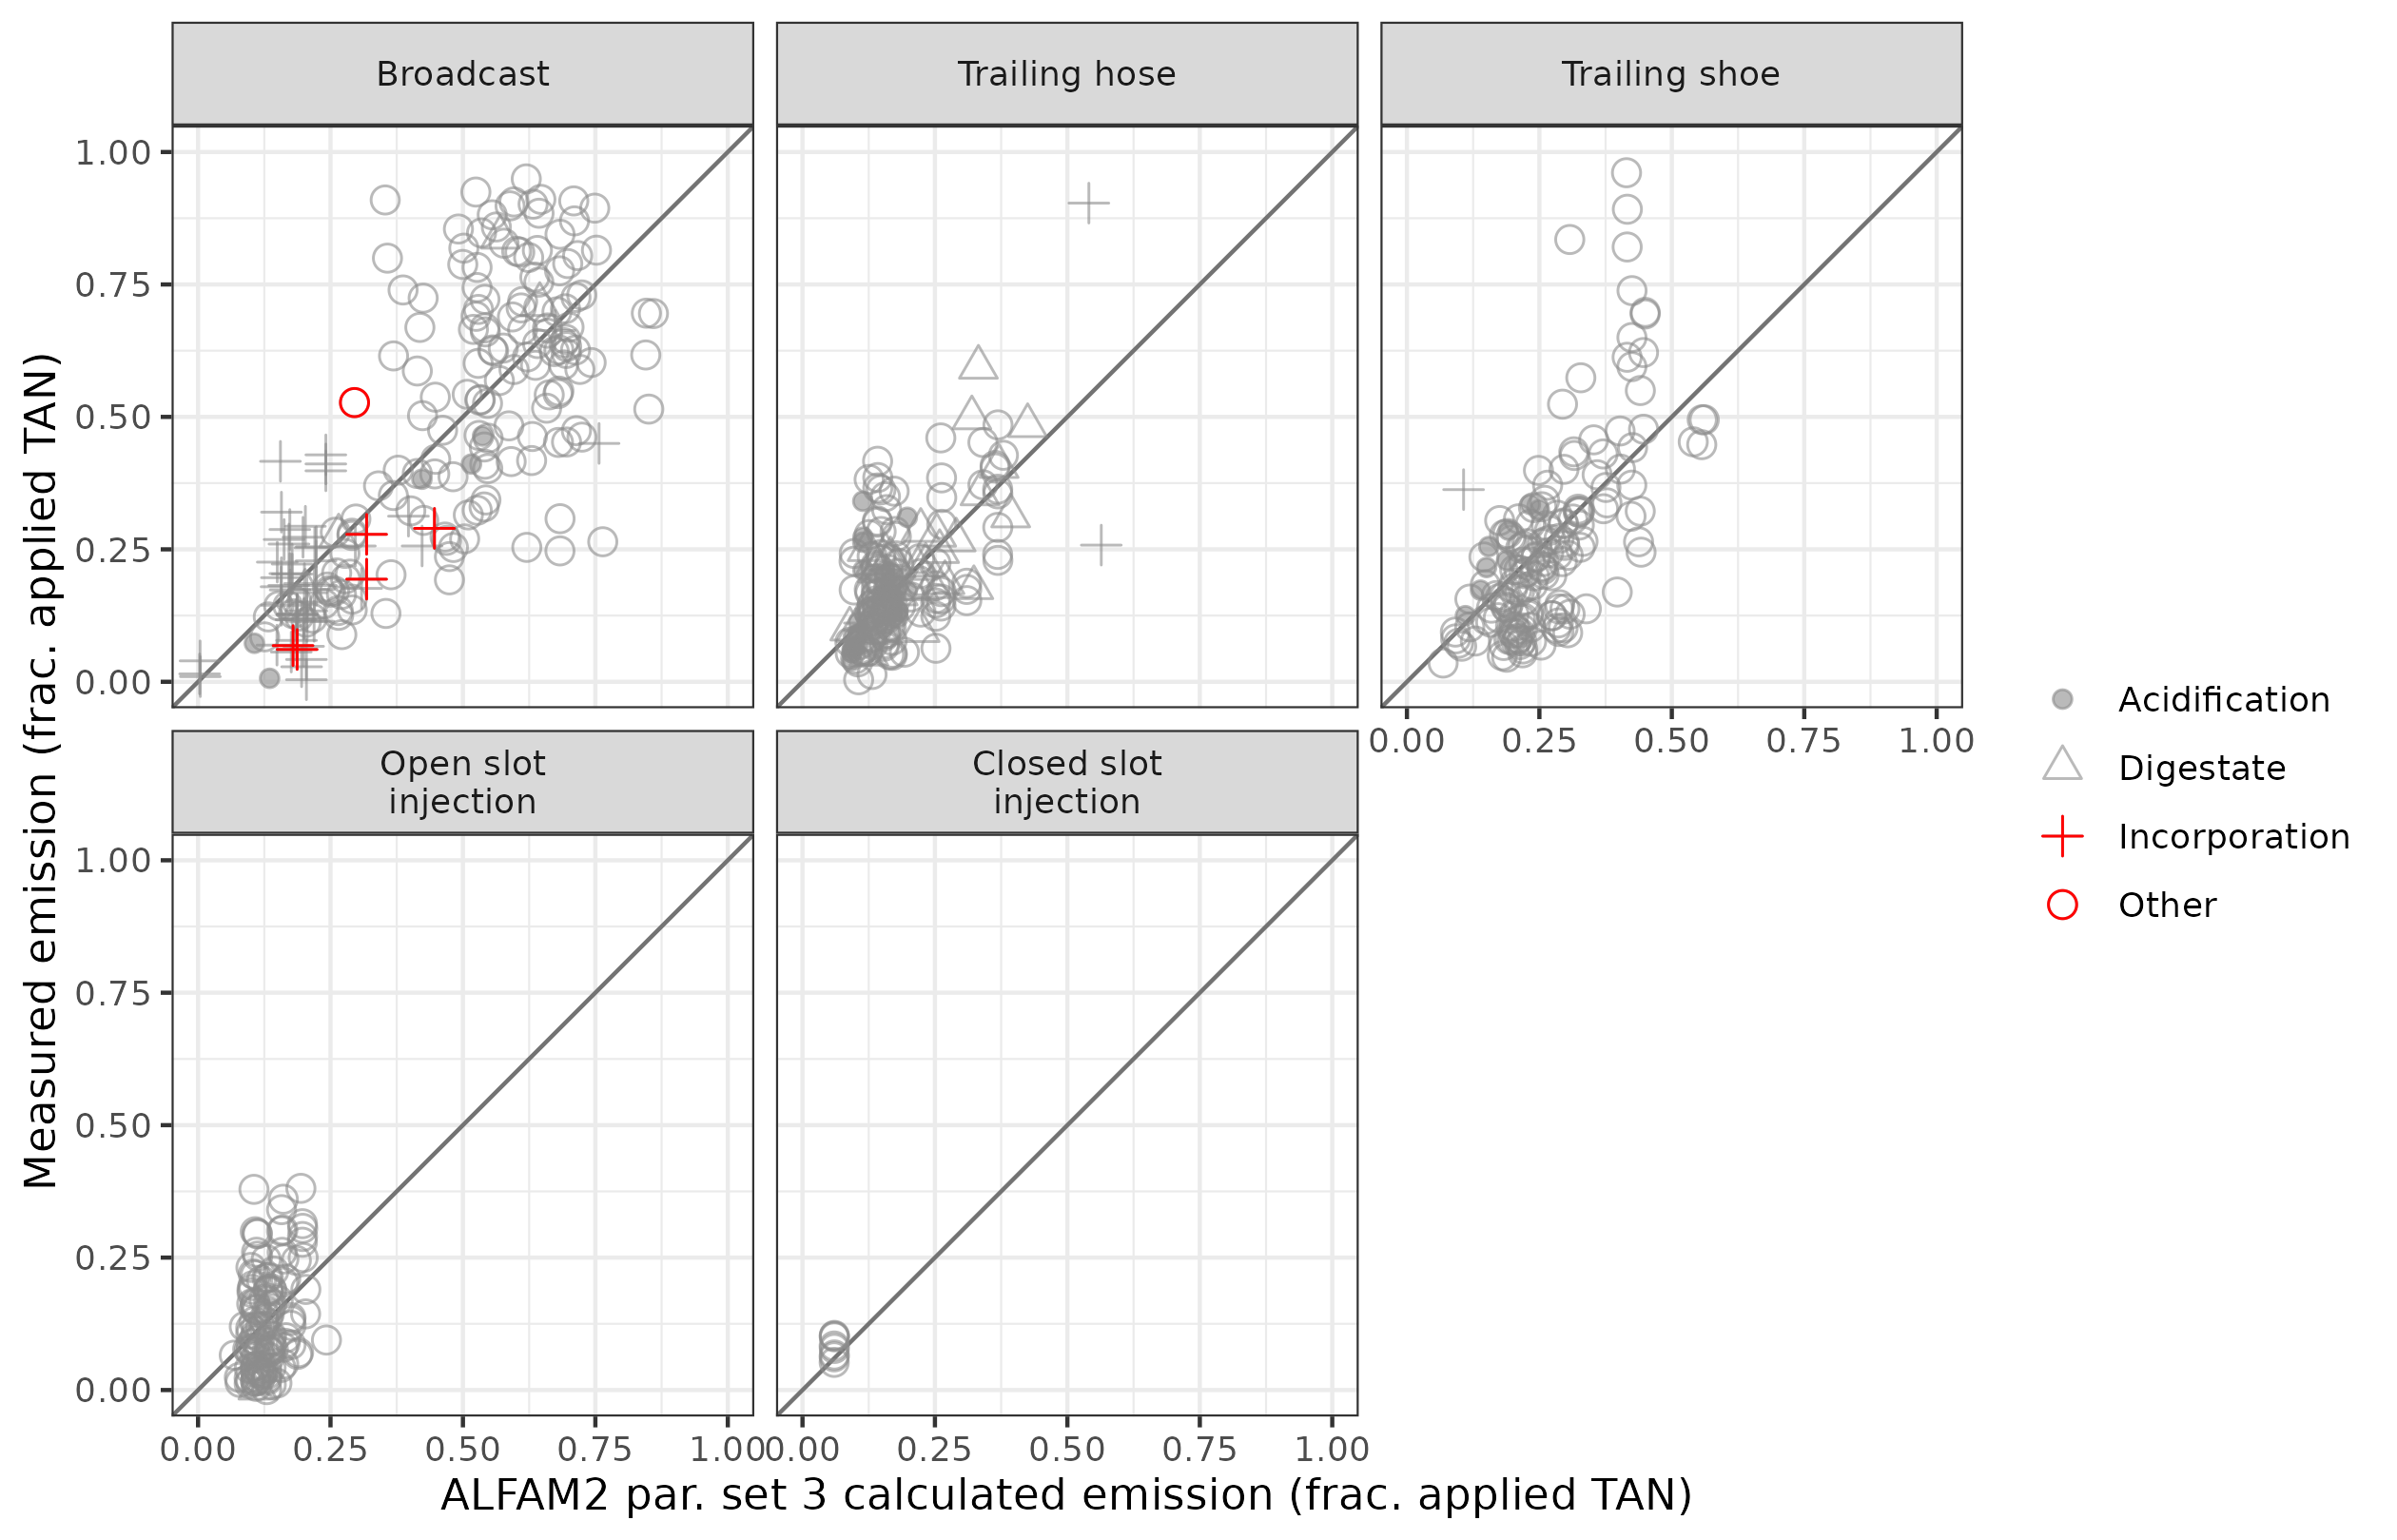 Broadcast
Trailing hose
Trailing shoe
1.00
0.75
0.50
0.25
0.00
0.00 0.25 0.50 0.75 1.00
Open slot
injection
Closed slot
injection
1.00
0.75
0.50
0.25
0.00
0.00 0.25 0.50 0.75 1.00
0.00 0.25 0.50 0.75 1.00
ALFAM2 par. set 3 calculated emission (frac. applied TAN)
Measured emission (frac. applied TAN)
Acidification
Digestate
Incorporation
Other